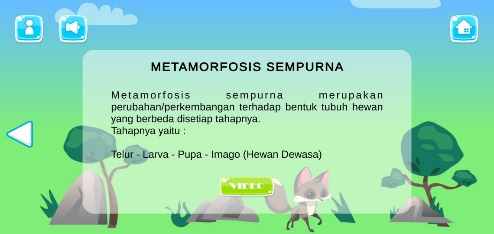 METAMORFOSIS SEMPURNA
Metamorfosis sempurna merupakan
perubahan/perkembangan terhadap bentuk tubuh hewan
yang berbeda disetiap tahapnya.
Tahapnya yaitu :
Telur - Larva - Pupa - Imago (Hewan Dewasa)
VIDEO